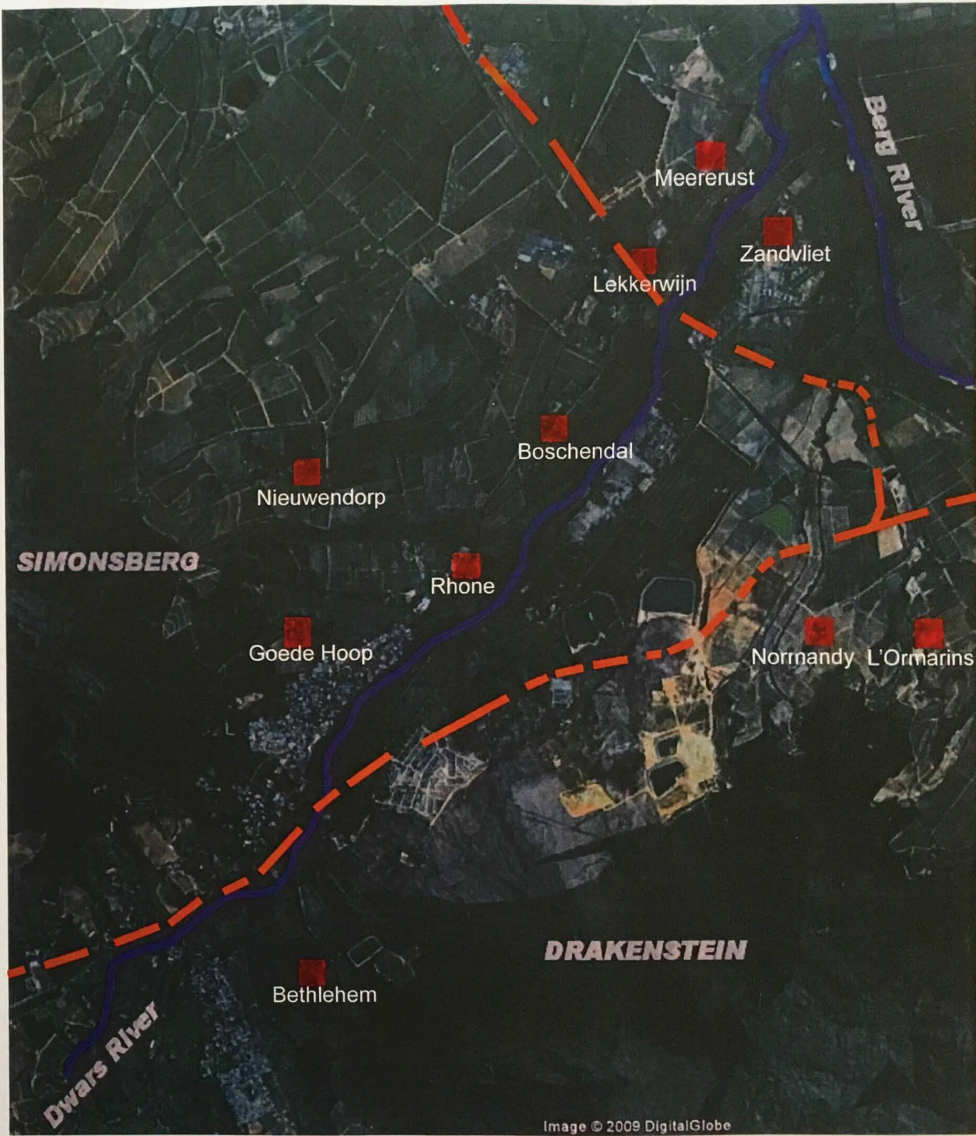 Berg River
Meererust
Zandvliet
Lekkerwijn
Boschendal
Nieuwendorp
SIMONSBERG
Rhone
Goede Hoop
Normandy
L'Ormarins
DRAKENSTEIN
Bethlehem
Dwars River
Image © 2009 DigitalGlobe